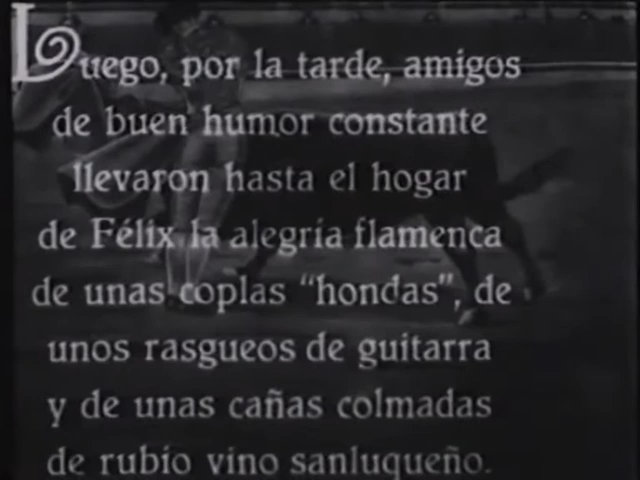 Luego, por la tarde, amigos
de buen humor constante
llevaron hasta el hogar
de Félix la alegría flamenca
de unas coplas "hondas", de
unos rasgueos de guitarra
y de unas cañas colmadas
de rubio vino sanluqueño.